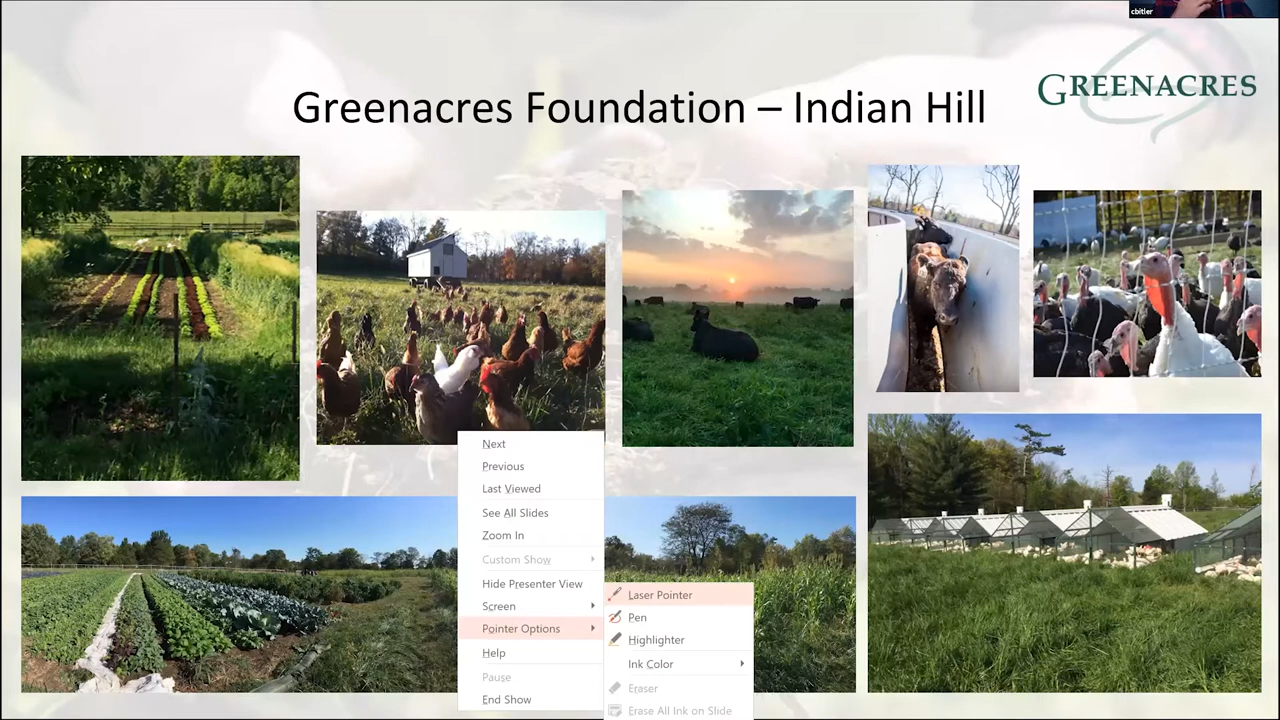 cbitler
GREENACRES
Greenacres Foundation – Indian Hill
Next
Previous
Last Viewed
See All Slides
Zoom In
Custom Show
Hide Presenter View
Screen
Pointer Options
Help
Pause
End Show
Laser Pointer
Pen
Highlighter
Ink Color
Eraser
Erase All Ink on Slide